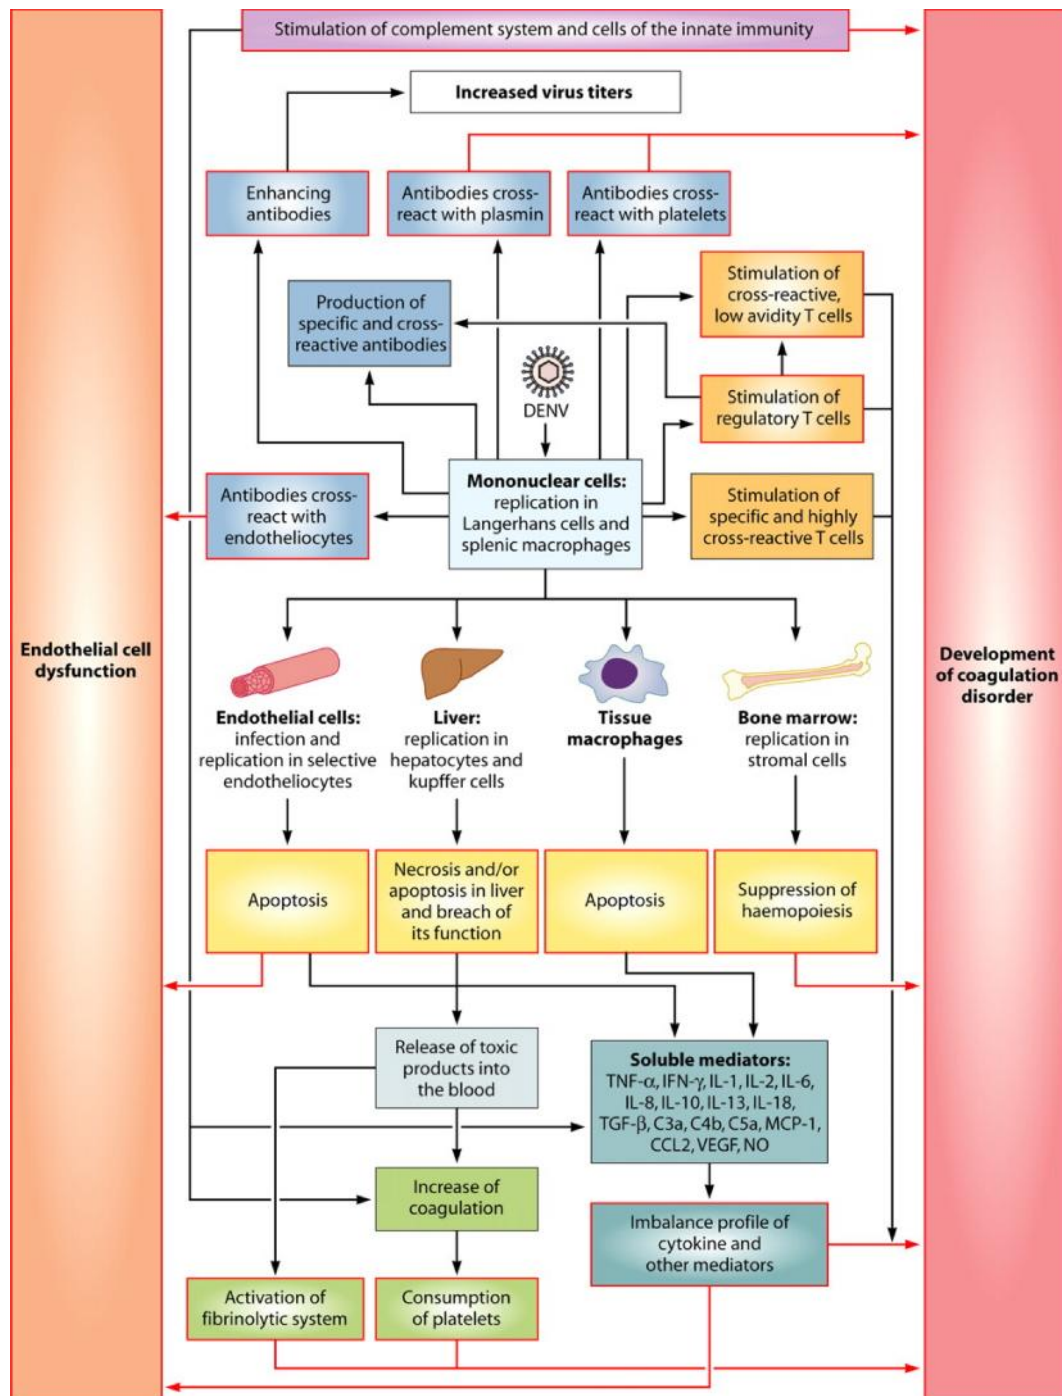 Stimulation of complement system and cells of the innate immunity
Increased virus titers
Enhancing
antibodies
Antibodies cross-
react with plasmin
Antibodies cross-
react with platelets
Stimulation of
cross-reactive,
low avidity T cells
Production of
specific and cross-
reactive antibodies
DENV
Stimulation of
regulatory T cells
Antibodies cross-
react with
endotheliocytes
Mononuclear cells:
replication in
Langerhans cells and
splenic macrophages
Stimulation of
specific and highly
cross-reactive T cells
Endothelial cell
dysfunction
Development
of coagulation
disorder
Endothelial cells:
infection and
replication in selective
endotheliocytes
Liver:
replication in
hepatocytes and
kupffer cells
Tissue
macrophages
Bone marrow:
replication in
stromal cells
Apoptosis
Necrosis and/or
apoptosis in liver
and breach of
its function
Apoptosis
Suppression of
haemopoiesis
Release of toxic
products into
the blood
Soluble mediators:
TNF-α, IFN-γ, IL-1, IL-2, IL-6,
IL-8, IL-10, IL-13, IL-18,
TGF-β, C3a, C4b, C5a, MCP-1,
CCL2, VEGF, NO
Increase of
coagulation
Imbalance profile of
cytokine and
other mediators
Activation of
fibrinolytic system
Consumption
of platelets